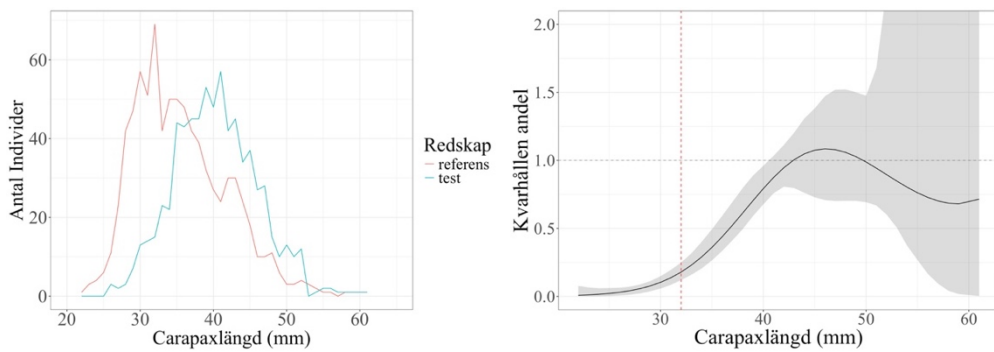 Antal Individer
60
40
20
0
20 30 40 50 60
Carapaxlängd (mm)
Redskap
referens
test
Kvarhållen andel
2.0
1.5
1.0
0.5
0.0
30 40 50 60
Carapaxlängd (mm)